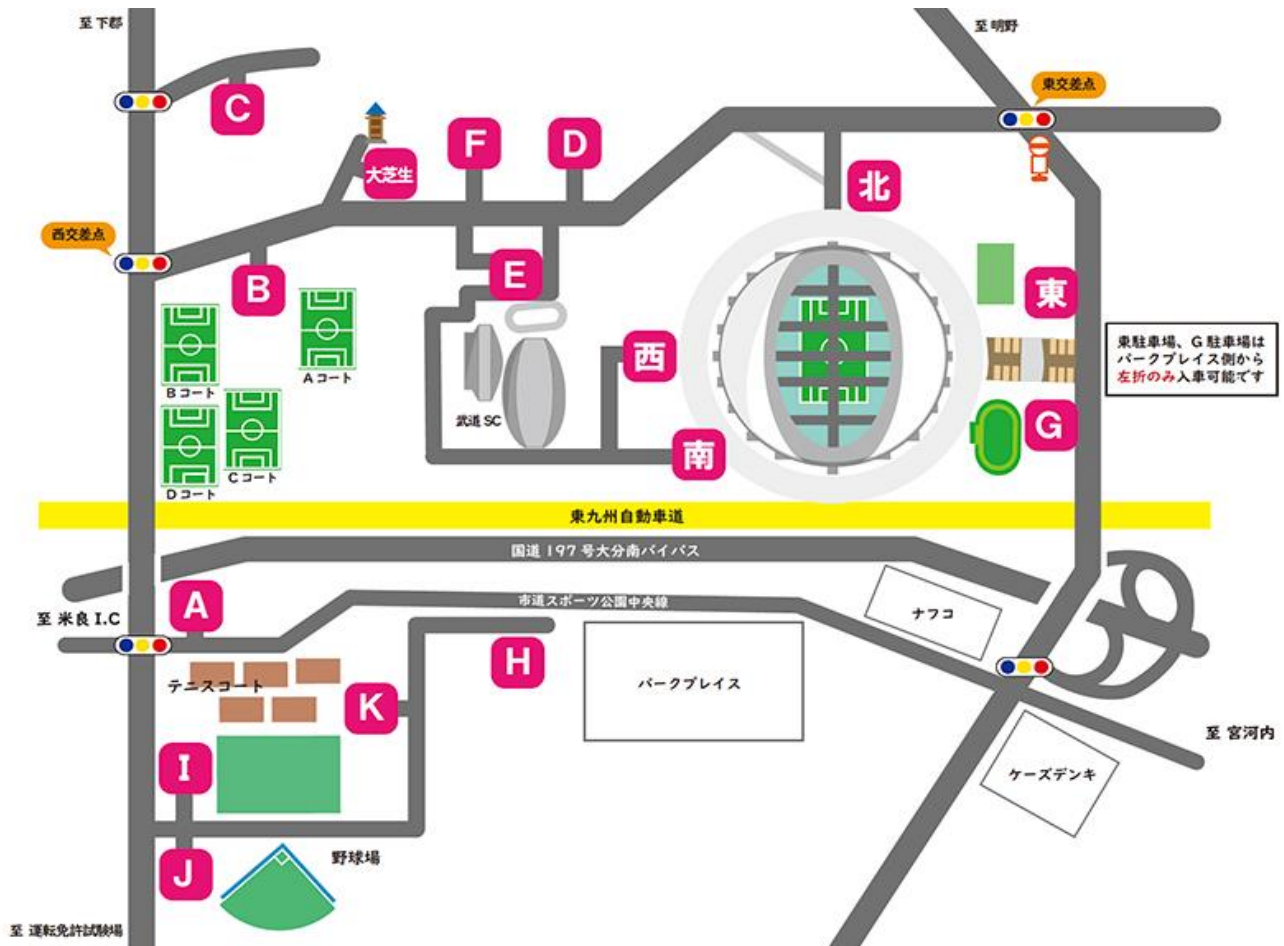 至 下郡
至 明野
東交差点
C
F
D
大芝生
北
西交差点
B
E
東
Bコート
Aコート
西
東駐車場、G駐車場は
パークプレイス側から
左折のみ入車可能です
武道SC
G
南
Dコート
Cコート
東九州自動車道
国道197号大分南バイパス
A
市道スポーツ公園中央線
至 米良I.C
ナフコ
H
テニスコート
パークプレイス
K
至 宮河内
I
ケーズデンキ
J
野球場
至 運転免許試験場